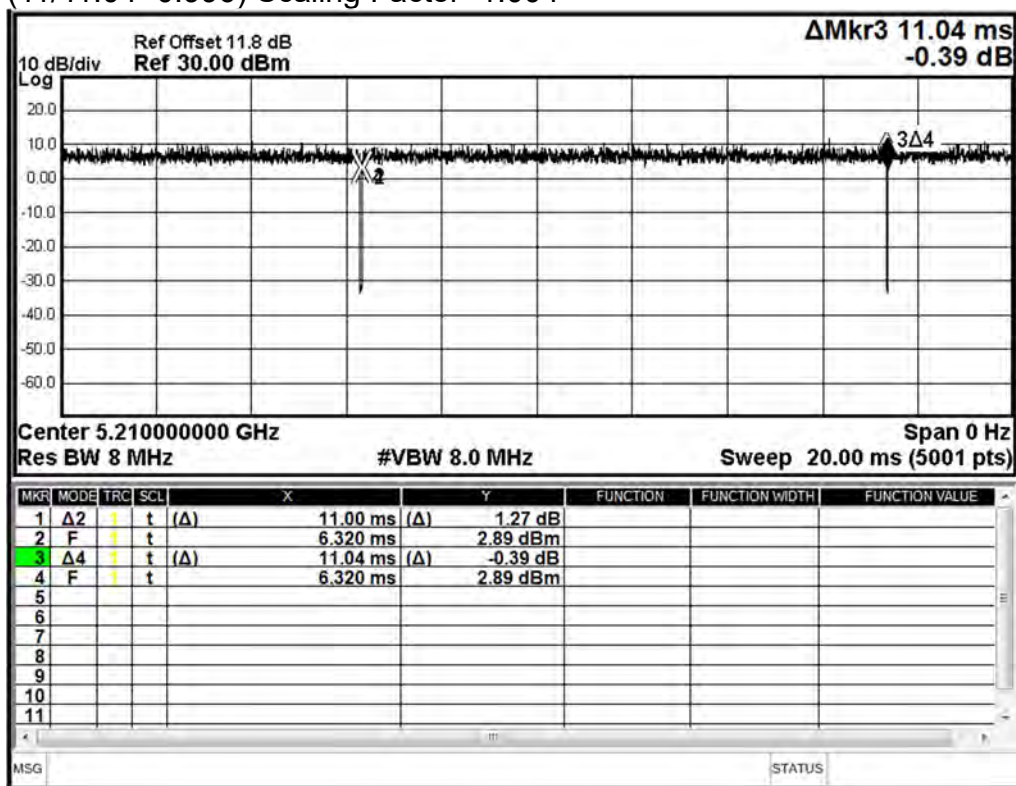 Ref Offset 11.8 dB
ΔMkr3 11.04 ms
10 dB/div Ref 30.00 dBm
-0.39 dB
Log
20.0
10.0
0.00
-10.0
-20.0
-30.0
-40.0
-50.0
-60.0
3Δ4
Center 5.210000000 GHz Span 0 Hz
Res BW 8 MHz #VBW 8.0 MHz Sweep 20.00 ms (5001 pts)
MKR MODE TRC SCL X Y FUNCTION FUNCTION WIDTH FUNCTION VALUE
1 Δ2 1 t (Δ) 11.00 ms (Δ) 1.27 dB
2 F 1 t 6.320 ms 2.89 dBm
3 Δ4 1 t (Δ) 11.04 ms (Δ) -0.39 dB
4 F 1 t 6.320 ms 2.89 dBm
5
6
7
8
9
10
11
MSG STATUS